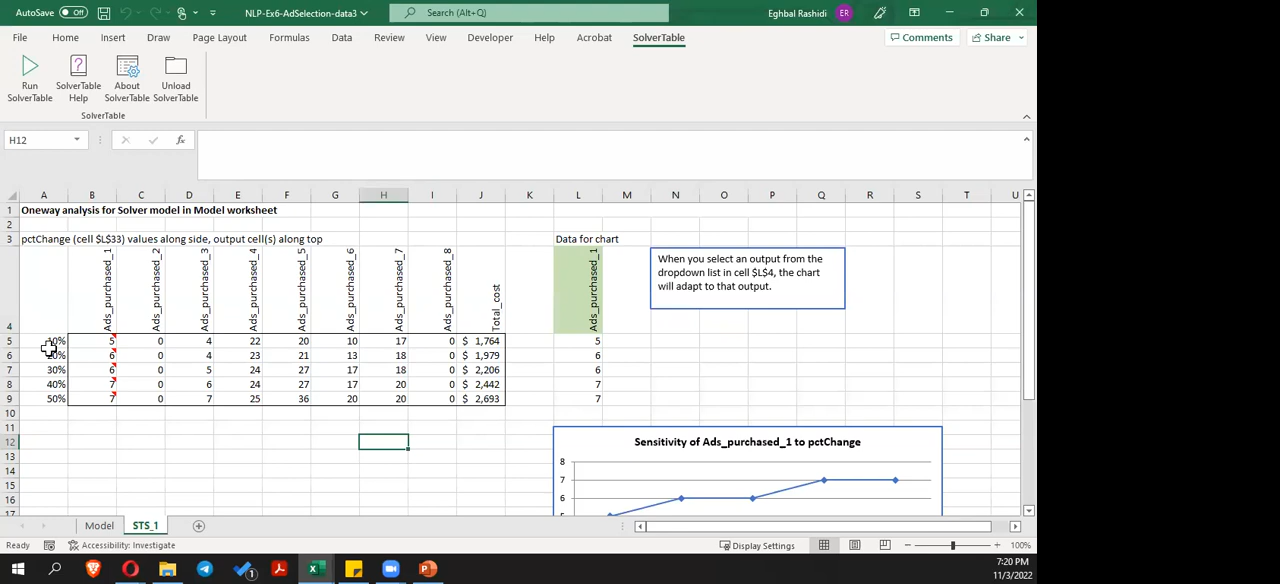 AutoSave Off NLP-Ex6-AdSelection-data3 Search (Alt+Q) Eghbal Rashidi ER
File Home Insert Draw Page Layout Formulas Data Review View Developer Help Acrobat SolverTable Comments Share
Run SolverTable
SolverTable Help
About SolverTable
Unload SolverTable
SolverTable
H12 fx
A B C D E F G H I J K L M N O P Q R S T U
1 Oneway analysis for Solver model in Model worksheet
2
3 pctChange (cell $L$33) values along side, output cell(s) along top Data for chart
4 Ads_purchased_1 Ads_purchased_2 Ads_purchased_3 Ads_purchased_4 Ads_purchased_5 Ads_purchased_6 Ads_purchased_7 Ads_purchased_8 Total_cost Ads_purchased_1
When you select an output from the
dropdown list in cell $L$4, the chart
will adapt to that output.
5 5 0 4 22 20 10 17 0 $ 1,764 5
6 6 0 4 23 21 13 18 0 $ 1,979 6
7 30% 6 0 5 24 27 17 18 0 $ 2,206 6
8 40% 7 0 6 24 27 17 20 0 $ 2,442 7
9 50% 7 0 7 25 36 20 20 0 $ 2,693 7
10
11
12 Sensitivity of Ads_purchased_1 to pctChange
13 8
14
15 7
16 6
17
Model STS_1
Ready Accessibility: Investigate Display Settings 100%
1
7:20 PM
11/3/2022